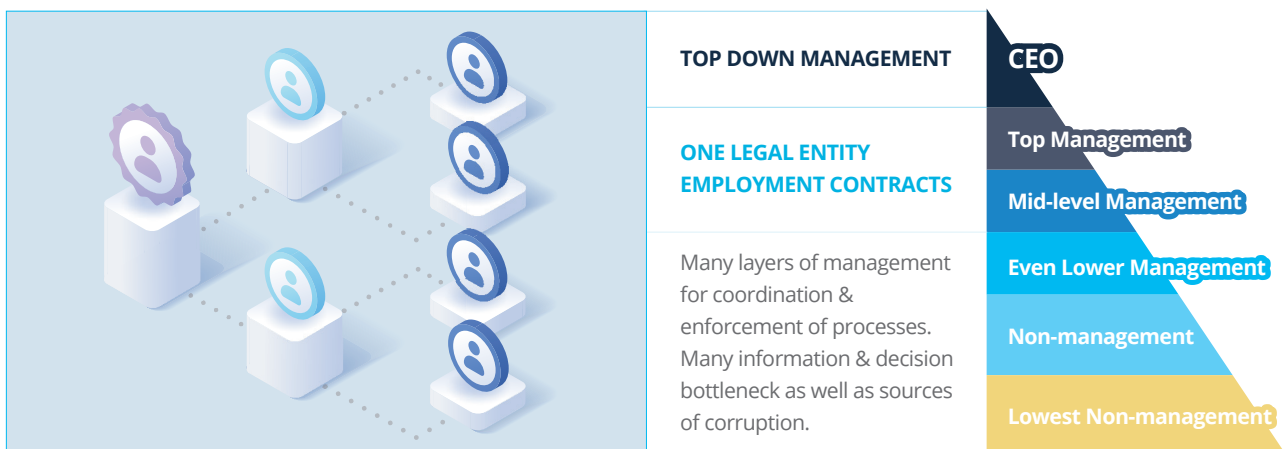 TOP DOWN MANAGEMENT
ONE LEGAL ENTITY
EMPLOYMENT CONTRACTS
Many layers of management
for coordination &
enforcement of processes.
Many information & decision
bottleneck as well as sources
of corruption.
CEO
Top Management
Mid-level Management
Even Lower Management
Non-management
Lowest Non-management